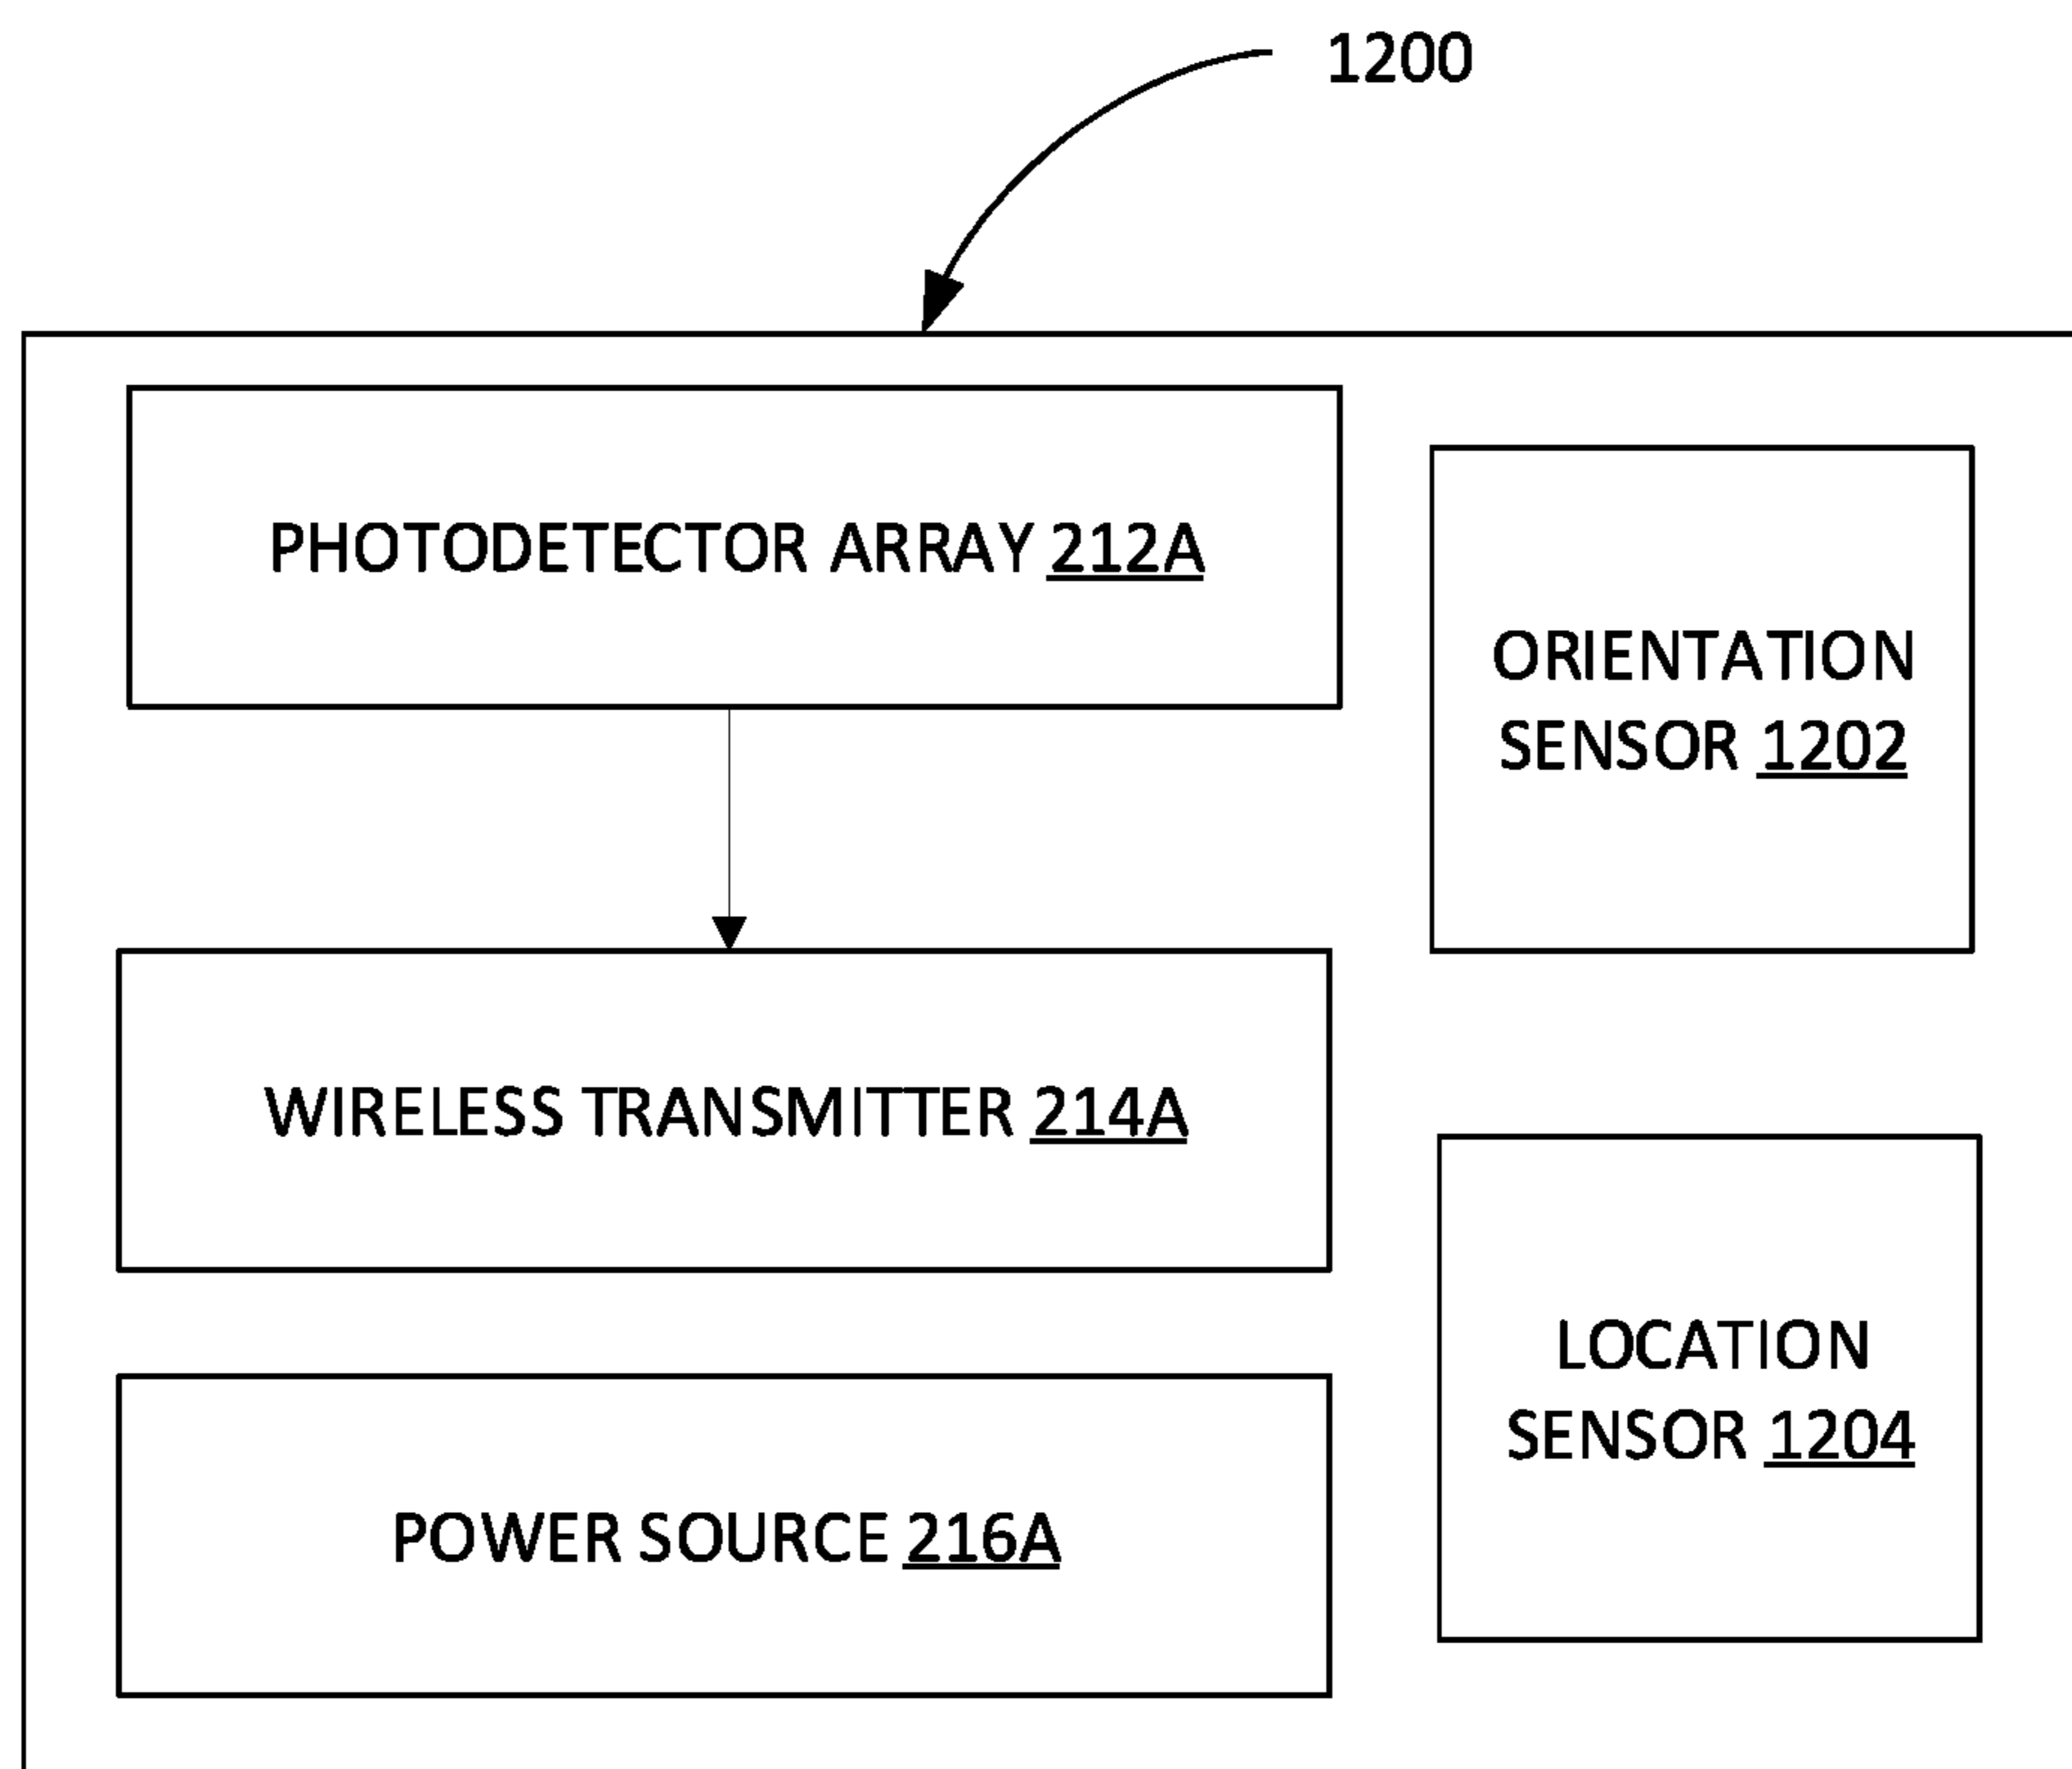 1200
PHOTODETECTOR ARRAY 212A
ORIENTATION
SENSOR 1202
WIRELESS TRANSMITTER 214A
LOCATION
SENSOR 1204
POWER SOURCE 216A